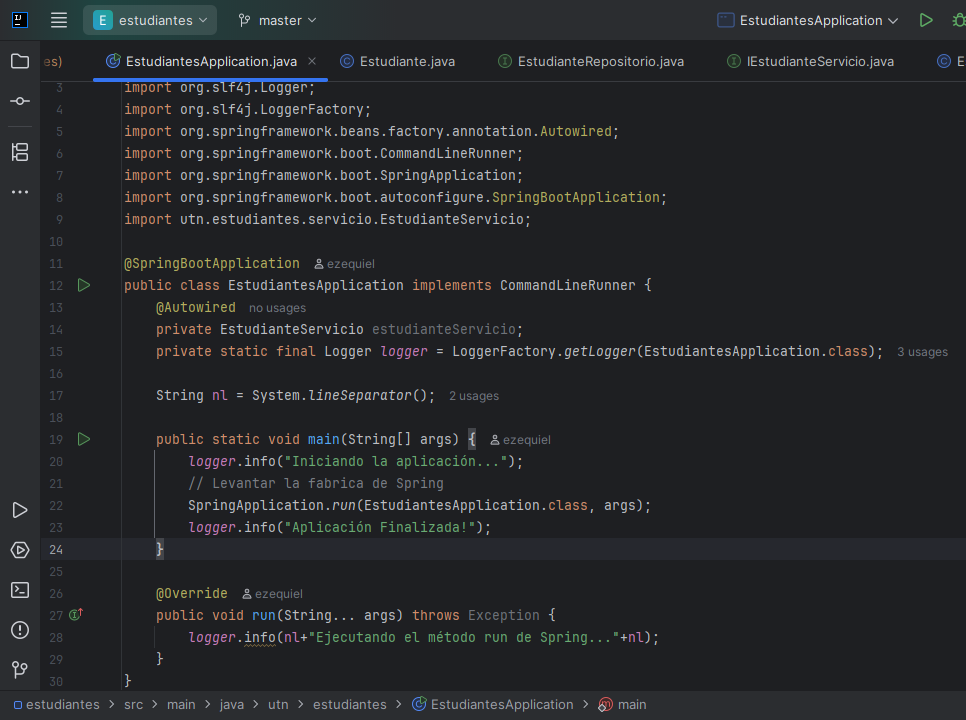 E estudiantes master EstudiantesApplication
es) EstudiantesApplication.java Estudiante.java EstudianteRepositorio.java IEstudianteServicio.java E
3 import org.slf4j.Logger;
4 import org.slf4j.LoggerFactory;
5 import org.springframework.beans.factory.annotation.Autowired;
6 import org.springframework.boot.CommandLineRunner;
7 import org.springframework.boot.SpringApplication;
8 import org.springframework.boot.autoconfigure.SpringBootApplication;
9 import utn.estudiantes.servicio.EstudianteServicio;
10
11 @SpringBootApplication ezequiel
12 public class EstudiantesApplication implements CommandLineRunner {
13 @Autowired no usages
14 private EstudianteServicio estudianteServicio;
15 private static final Logger logger = LoggerFactory.getLogger(EstudiantesApplication.class); 3 usages
16
17 String nl = System.lineSeparator(); 2 usages
18
19 public static void main(String[] args) { ezequiel
20 logger.info("Iniciando la aplicación...");
21 // Levantar la fabrica de Spring
22 SpringApplication.run(EstudiantesApplication.class, args);
23 logger.info("Aplicación Finalizada!");
24 }
25
26 @Override ezequiel
27 public void run(String... args) throws Exception {
28 logger.info(nl+"Ejecutando el método run de Spring..."+nl);
29 }
30 }
estudiantes > src > main > java > utn > estudiantes > EstudiantesApplication > main